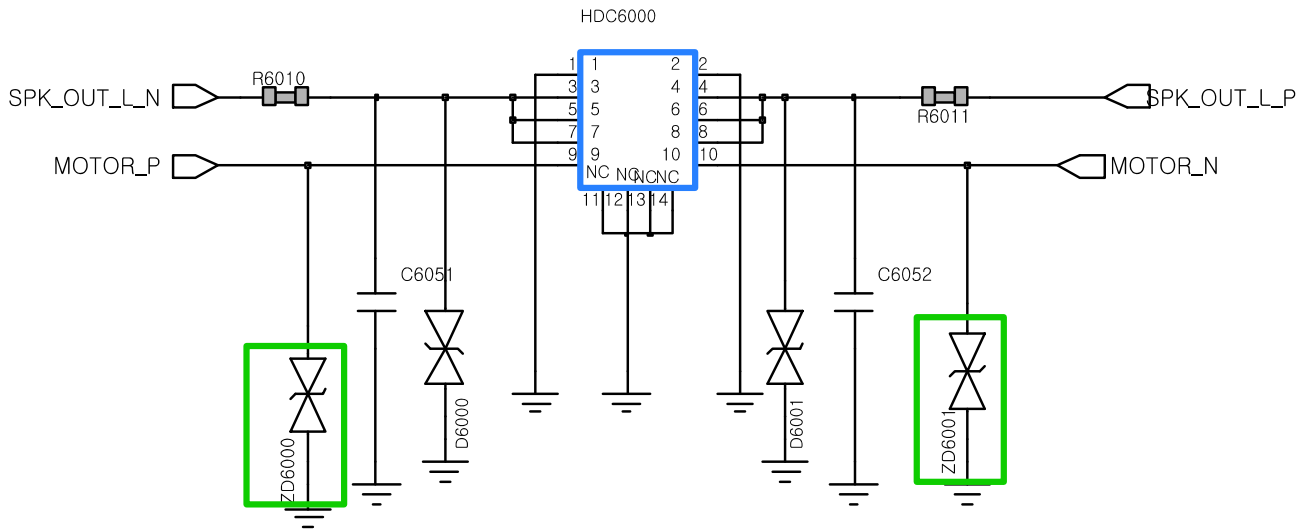 HDC6000
1 1 2 2
R6010 3 3 4 4
SPK_OUT_L_N SPK_OUT_L_P
5 5 6 6 R6011
7 7 8 8
9 9 10 10
MOTOR_P MOTOR_N
NC NC NC NC
11 12 13 14
C6051 C6052
ZD6000 D6000 D6001 ZD6001